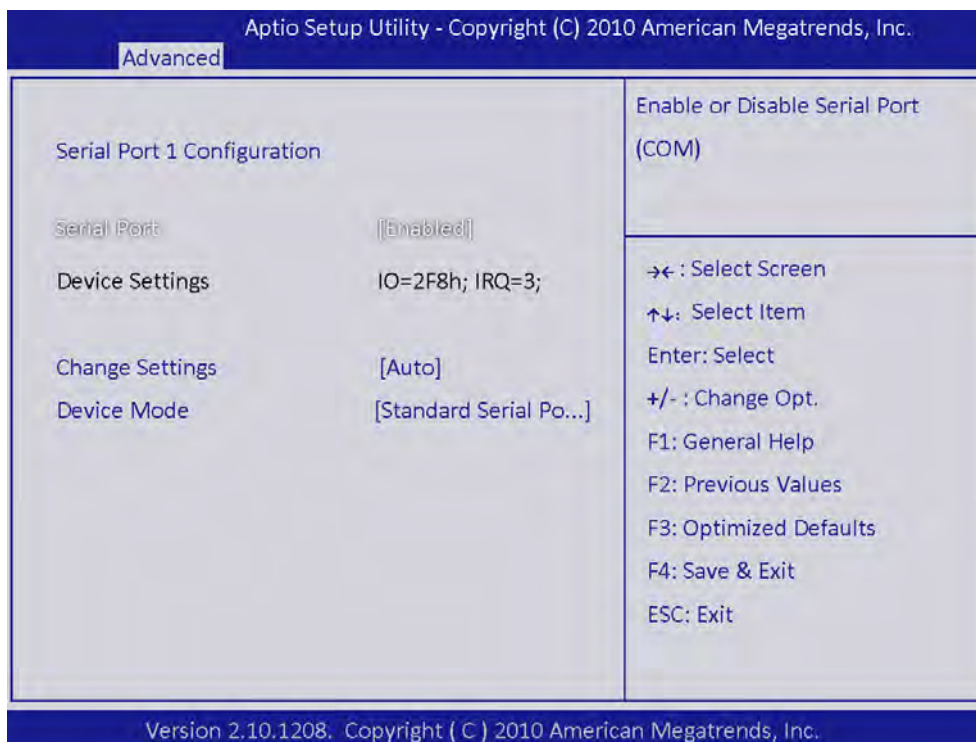 Aptio Setup Utility - Copyright (C) 2010 American Megatrends, Inc.
Advanced
Serial Port 1 Configuration
Serial Port [Enabled]
Device Settings IO=2F8h; IRQ=3;
Change Settings [Auto]
Device Mode [Standard Serial Po...]
Enable or Disable Serial Port
(COM)
→←: Select Screen
↑↓: Select Item
Enter: Select
+/- : Change Opt.
F1: General Help
F2: Previous Values
F3: Optimized Defaults
F4: Save & Exit
ESC: Exit
Version 2.10.1208. Copyright ( C ) 2010 American Megatrends, Inc.